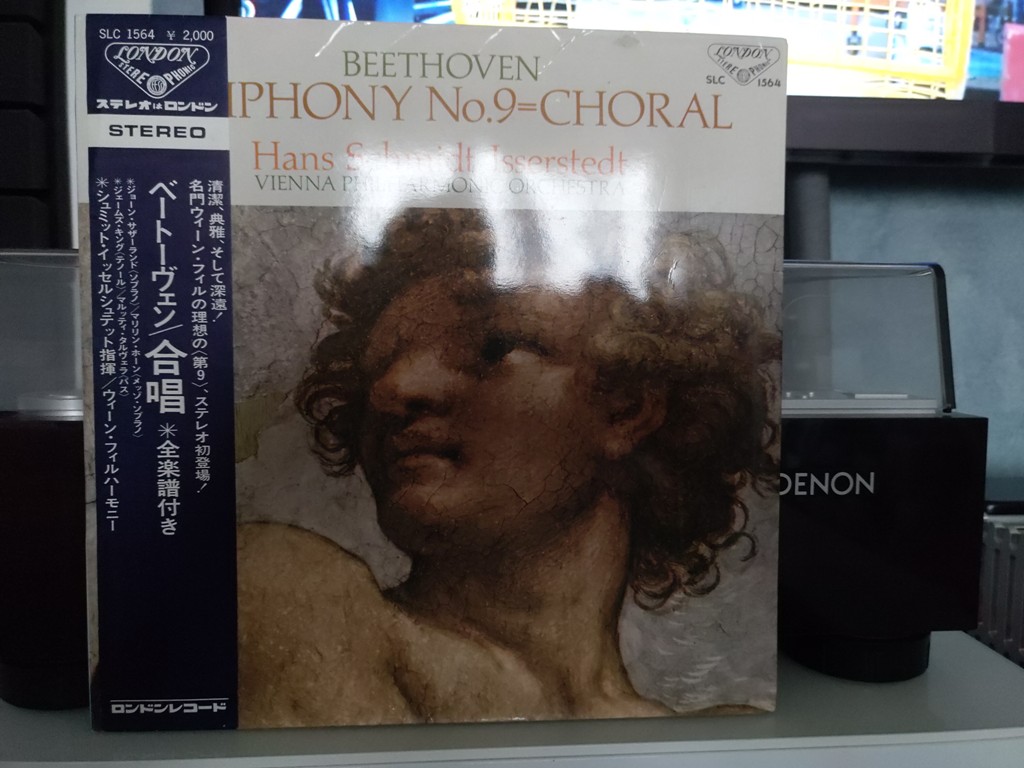 SLC 1564 ¥ 2,000
LONDON
STEREOPHONIC
ステレオはロンドン
STEREO
清潔、典雅、そして深遠!
名門ウィーン・フィルの理想の〈第9〉、ステレオ初登場!
ベートーヴェン/合唱 ✳全楽譜付き
✳ジョーン・サザーランド(ソプラノ)/マリリン・ホーン(メッゾ・ソプラノ)
✳ジェームズ・キング(テノール)/マルッティ・タルヴェラ(バス)
✳シュミット・イッセルシュテット指揮/ウィーン・フィルハーモニー
ロンドンレコード
BEETHOVEN
MPHONY No.9=CHORAL
Hans Schmidt-Isserstedt
VIENNA PHILHARMONIC ORCHESTRA
LONDON
STEREOPHONIC
SLC 1564
DENON